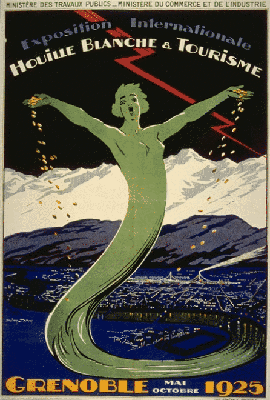 MINISTÈRE DES TRAVAUX PUBLICS _ MINISTÈRE DU COMMERCE ET DE L'INDUSTRIE
Exposition Internationale
HOUILLE BLANCHE & TOURISME
GRENOBLE MAI OCTOBRE 1925